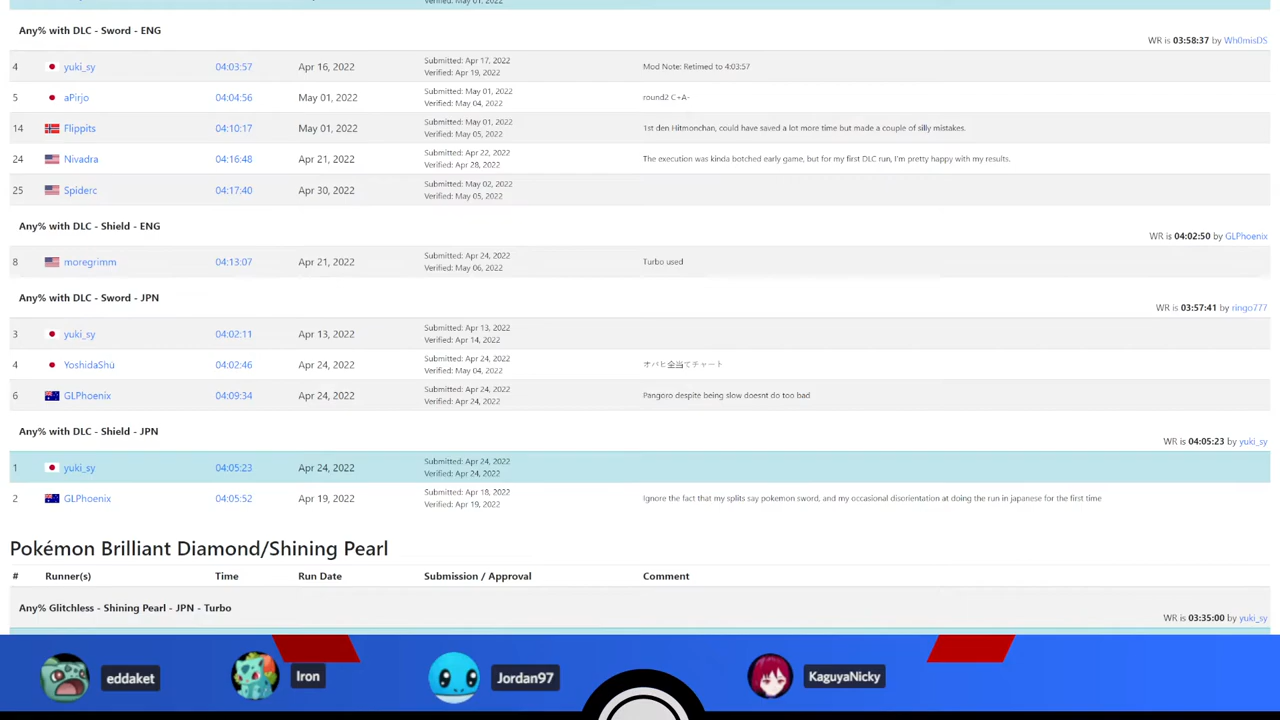 Verified: May 01, 2022
Any% with DLC - Sword - ENG
WR is 03:58:37 by Wh0misDS
4 yuki_sy 04:03:57 Apr 16, 2022 Submitted: Apr 17, 2022 Mod Note: Retimed to 4:03:57
Verified: Apr 19, 2022
5 aPirjo 04:04:56 May 01, 2022 Submitted: May 01, 2022 round2 C+A-
Verified: May 04, 2022
14 Flippits 04:10:17 May 01, 2022 Submitted: May 01, 2022 1st den Hitmonchan, could have saved a lot more time but made a couple of silly mistakes.
Verified: May 05, 2022
24 Nivadra 04:16:48 Apr 21, 2022 Submitted: Apr 22, 2022 The execution was kinda botched early game, but for my first DLC run, I'm pretty happy with my results.
Verified: Apr 28, 2022
25 Spiderc 04:17:40 Apr 30, 2022 Submitted: May 02, 2022
Verified: May 05, 2022
Any% with DLC - Shield - ENG
WR is 04:02:50 by GLPhoenix
8 moregrimm 04:13:07 Apr 21, 2022 Submitted: Apr 24, 2022 Turbo used
Verified: May 06, 2022
Any% with DLC - Sword - JPN
WR is 03:57:41 by ringo777
3 yuki_sy 04:02:11 Apr 13, 2022 Submitted: Apr 13, 2022
Verified: Apr 14, 2022
4 YoshidaShü 04:02:46 Apr 24, 2022 Submitted: Apr 24, 2022 オバヒ全当てチャート
Verified: May 04, 2022
6 GLPhoenix 04:09:34 Apr 24, 2022 Submitted: Apr 24, 2022 Pangoro despite being slow doesnt do too bad
Verified: Apr 24, 2022
Any% with DLC - Shield - JPN
WR is 04:05:23 by yuki_sy
1 yuki_sy 04:05:23 Apr 24, 2022 Submitted: Apr 24, 2022
Verified: Apr 24, 2022
2 GLPhoenix 04:05:52 Apr 19, 2022 Submitted: Apr 18, 2022 Ignore the fact that my splits say pokemon sword, and my occasional disorientation at doing the run in japanese for the first time
Verified: Apr 19, 2022
Pokémon Brilliant Diamond/Shining Pearl
# Runner(s) Time Run Date Submission / Approval Comment
Any% Glitchless - Shining Pearl - JPN - Turbo
WR is 03:35:00 by yuki_sy
eddaket Iron Jordan97 KaguyaNicky